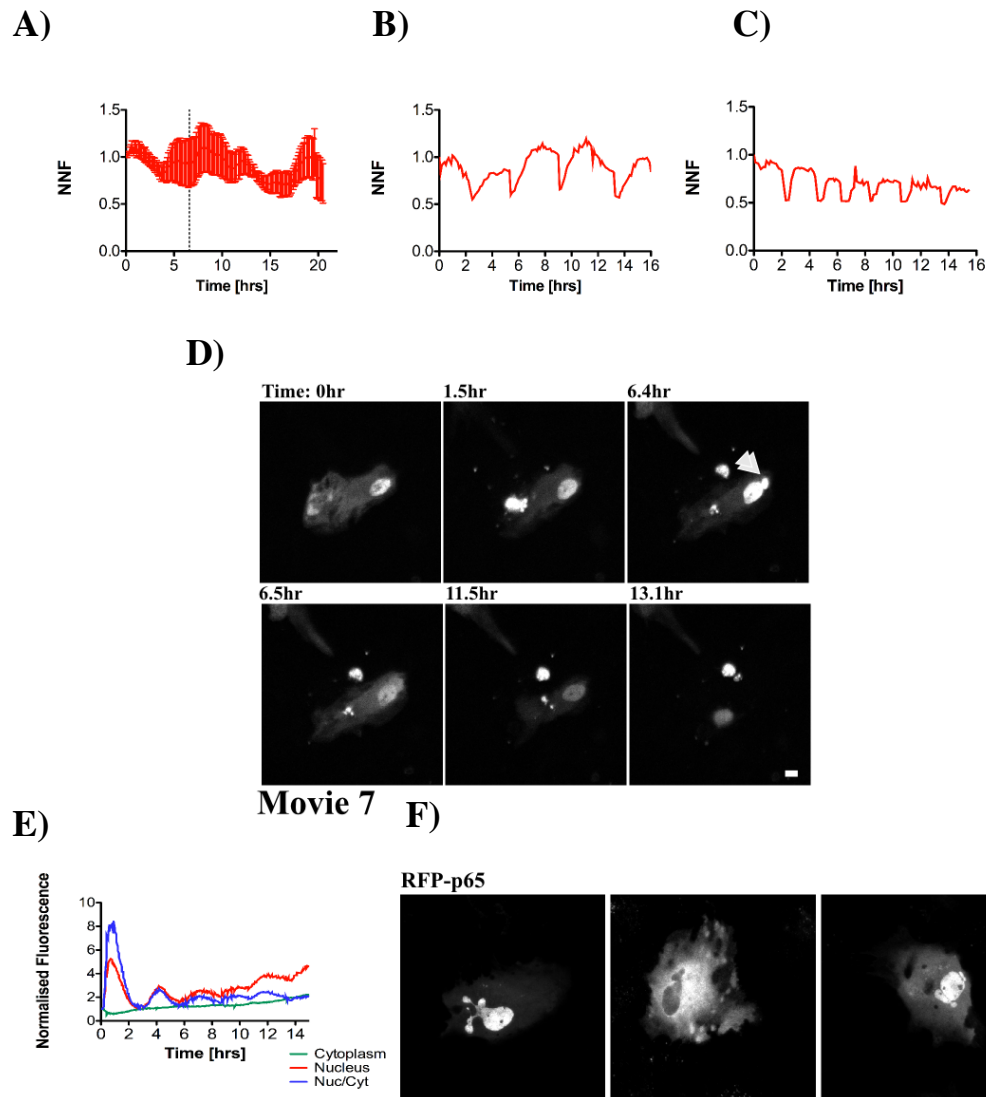 A)
B)
C)
NNF
1.5
1.0
0.5
0.0
0 5 10 15 20
Time [hrs]
NNF
1.5
1.0
0.5
0.0
0 2 4 6 8 10 12 14 16
Time [hrs]
NNF
1.5
1.0
0.5
0.0
0 2 4 6 8 10 12 14 16
Time [hrs]
D)
Time: 0hr 1.5hr 6.4hr
6.5hr 11.5hr 13.1hr
Movie 7
E)
Normalised Fluorescence
10
8
6
4
2
0
0 2 4 6 8 10 12 14
Time [hrs]
Cytoplasm
Nucleus
Nuc/Cyt
F)
RFP-p65